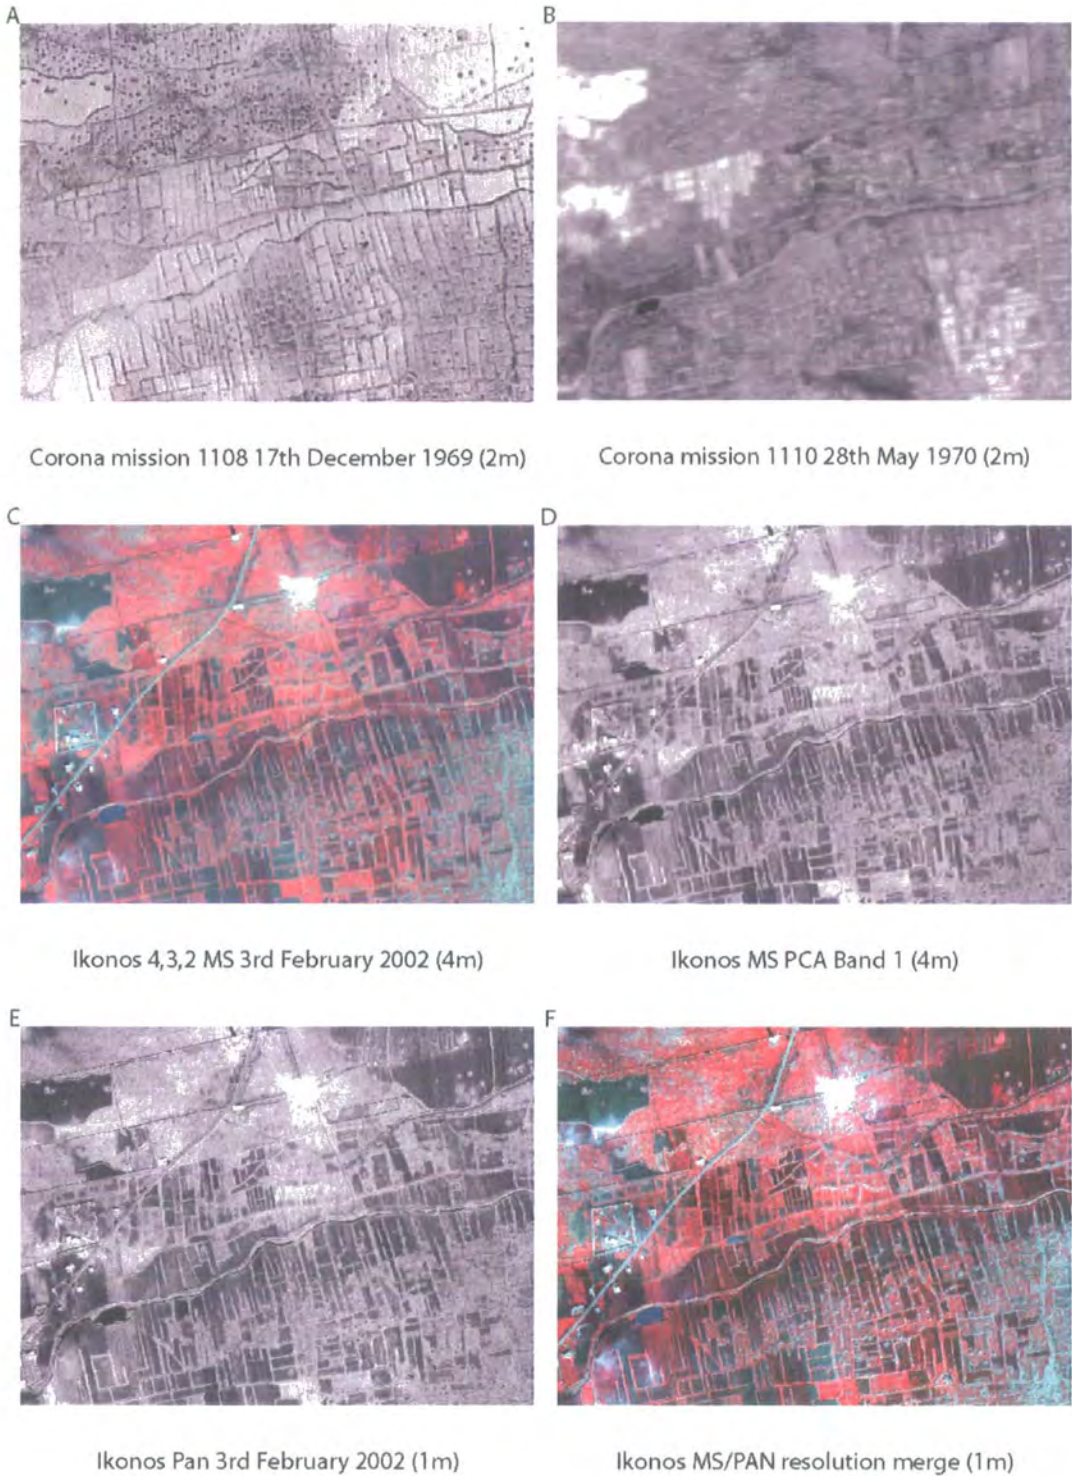 A
B
Corona mission 1108 17th December 1969 (2m)
Corona mission 1110 28th May 1970 (2m)
C
D
Ikonos 4,3,2 MS 3rd February 2002 (4m)
Ikonos MS PCA Band 1 (4m)
E
F
Ikonos Pan 3rd February 2002 (1m)
Ikonos MS/PAN resolution merge (1m)